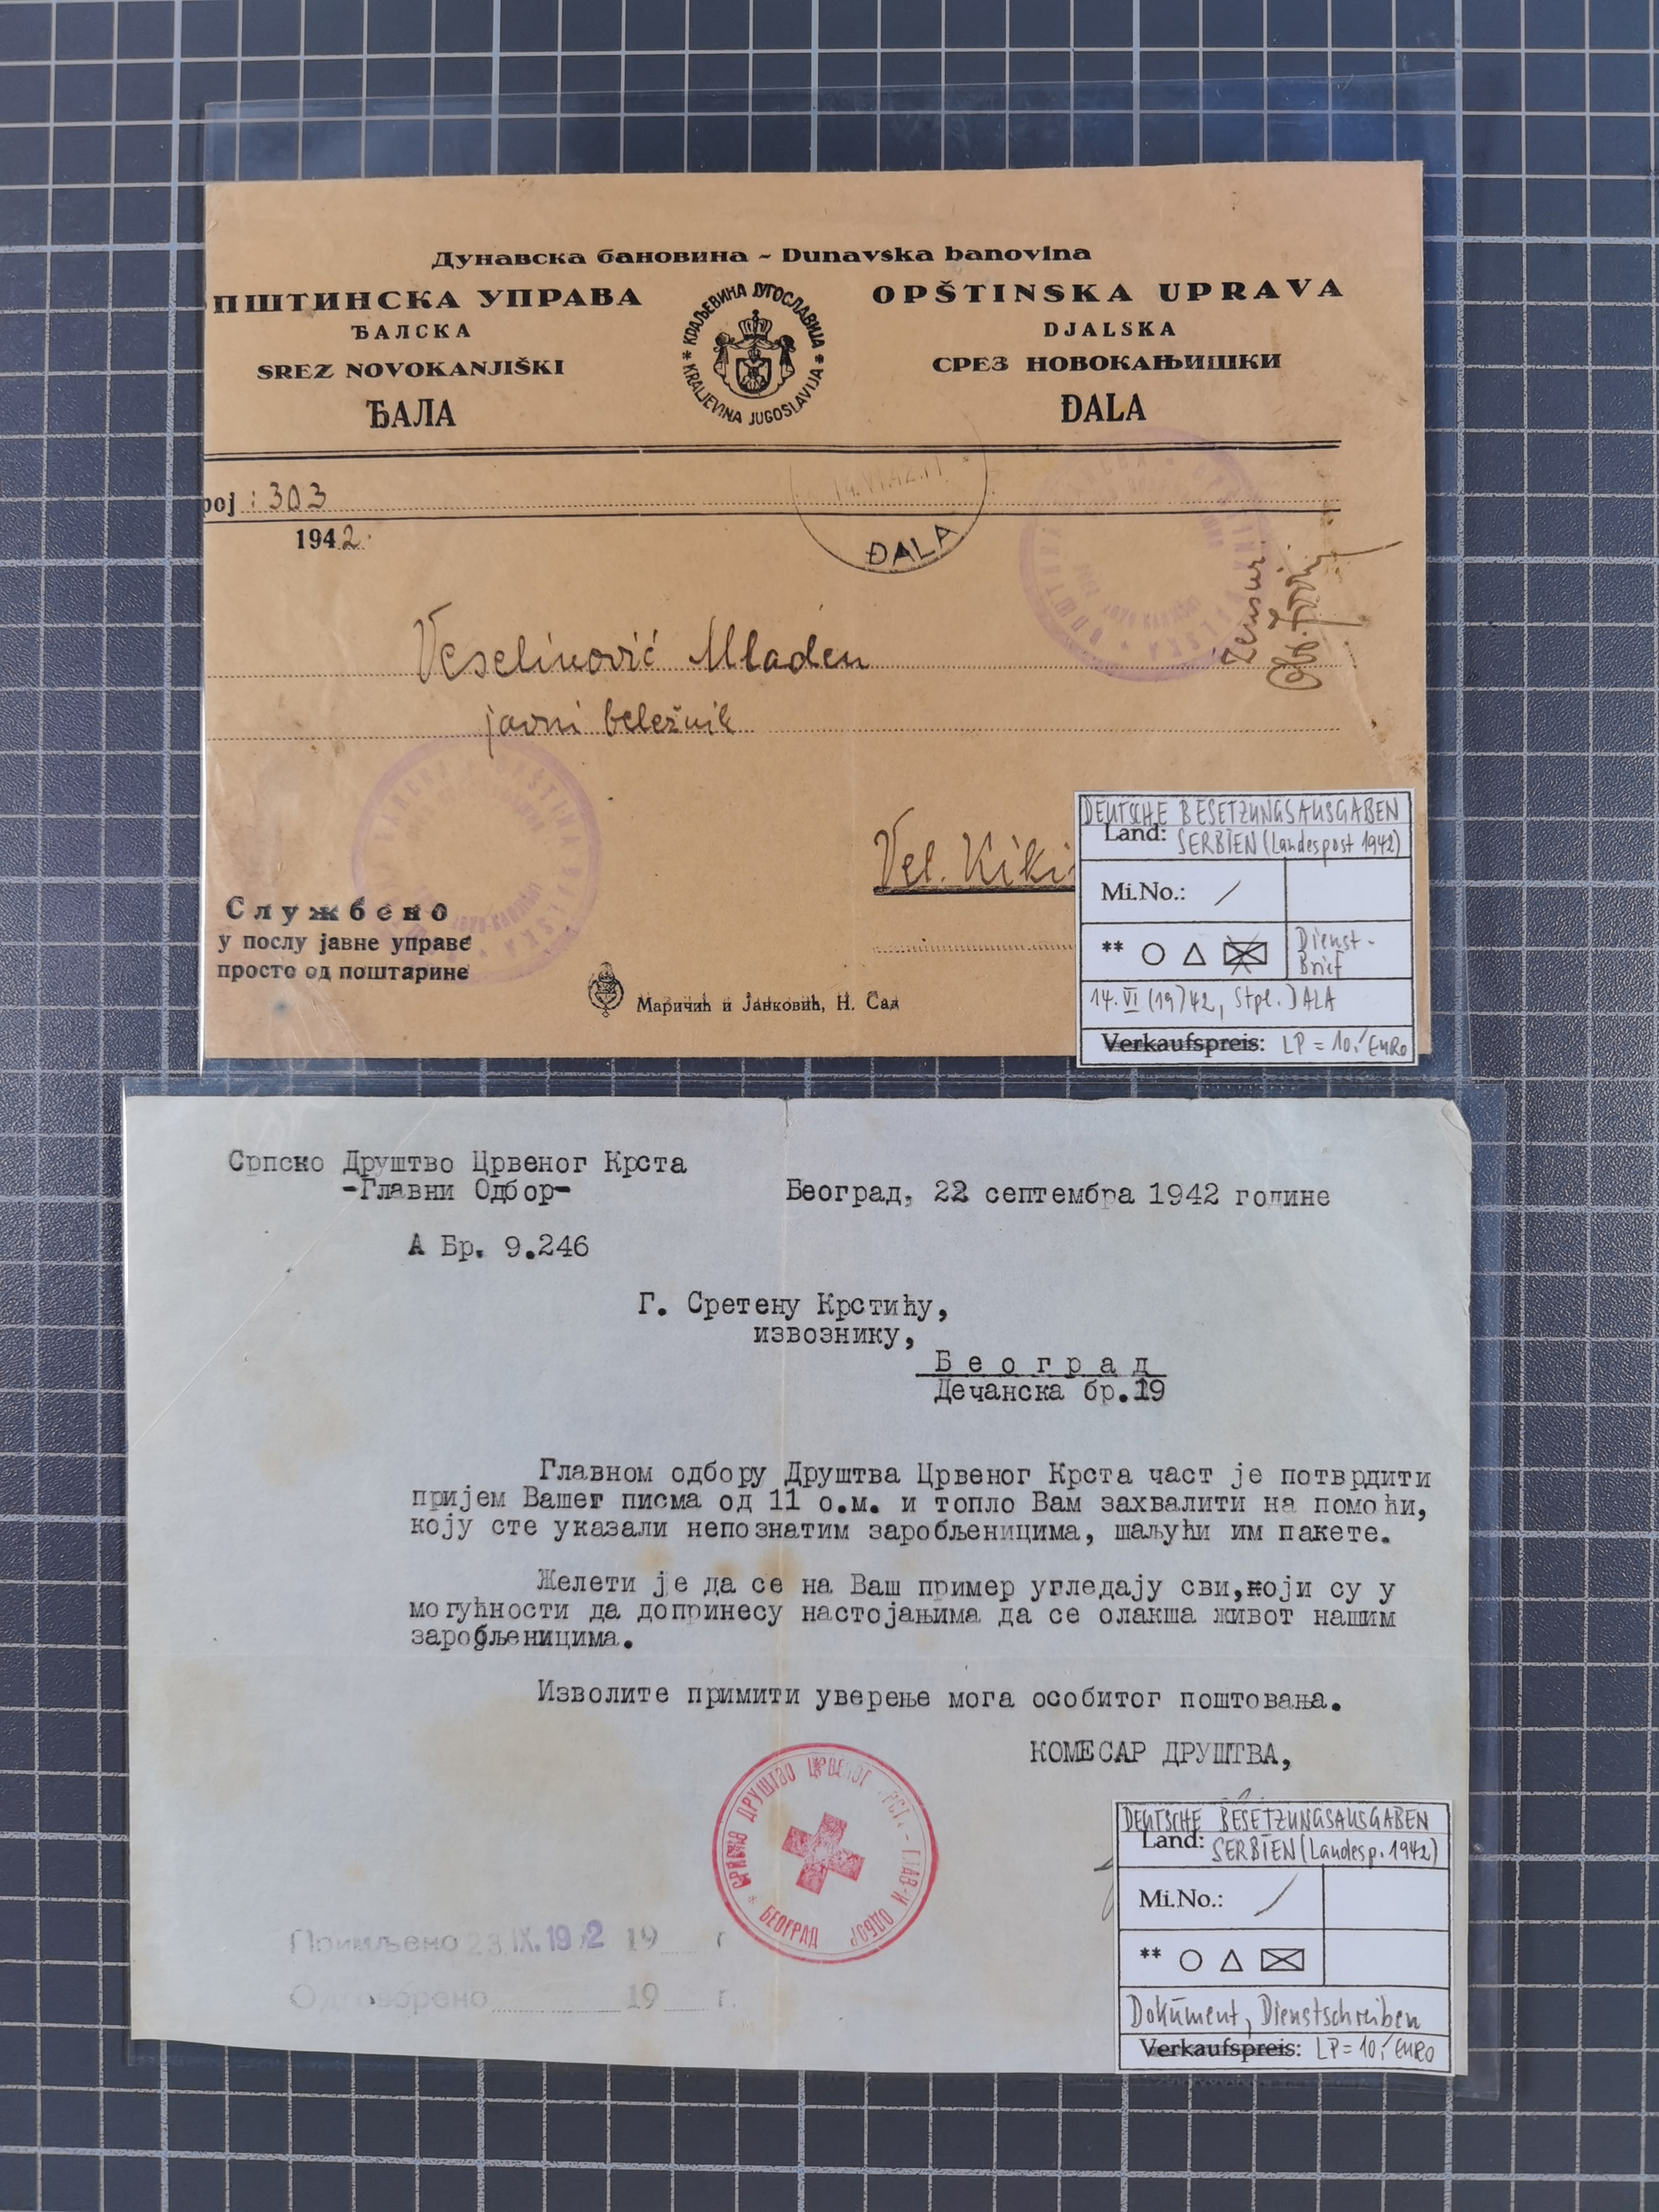 Дунавска бановина - Dunavska banovina
ПШТИНСКА УПРАВА
ЂАЛСКА
SREZ NOVOKANJIŠKI
ЂАЛА
* КРАЉЕВИНА ЈУГОСЛАВИЈА *
KRALJEVINA JUGOSLAVIJA
OPŠTINSKA UPRAVA
DJALSKA
СРЕЗ НОВОКАЊИШКИ
ĐALA
рој : 303
1942.
14.VI.42.11
ĐALA
Zensur
Veselinović Mladen
javni beležnik
Vel. Kiki
Службено
у послу јавне управе
просто од поштарине
Маричић и Јанковић, Н. Сад
DEUTSCHE BESETZUNGSAUSGABEN
Land: SERBIEN (Landespost 1942)
Mi.No.: /
** Dienst-
Brief
14. VI (19)42, Stpl. ĐALA
Verkaufspreis: LP = 10,- EURO
Српско Друштво Црвеног Крста
-Главни Одбор-
Београд, 22 септембра 1942 године
А Бр. 9.246
Г. Сретену Крстићу,
извознику,
Београд
Дечанска бр.19
Главном одбору Друштва Црвеног Крста част је потврдити
пријем Вашег писма од 11 о.м. и топло Вам захвалити на помоћи,
коју сте указали непознатим заробљеницима, шаљући им пакете.
Желети је да се на Ваш пример угледају сви,који су у
могућности да допринесу настојањима да се олакша живот нашим
заробљеницима.
Изволите примити уверење мога особитог поштовања.
КОМЕСАР ДРУШТВА,
СРПСКО ДРУШТВО ЦРВЕНОГ КРСТА - ГЛАВНИ ОДБОР
* БЕОГРАД
Примљено 23.IX.1942 19 г
Одговорено 19 г.
DEUTSCHE BESETZUNGSAUSGABEN
Land: SERBIEN (Landesp. 1942)
Mi.No.: /
**
Dokument, Dienstschreiben
Verkaufspreis: LP = 10,- EURO